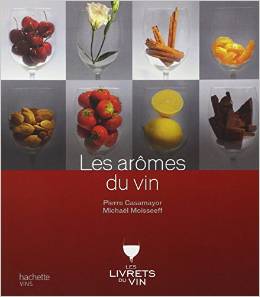 Les arômes
du vin
Pierre Casamayor
Michaël Moisseeff
hachette
VINS
LES
LIVRETS
DU
VIN